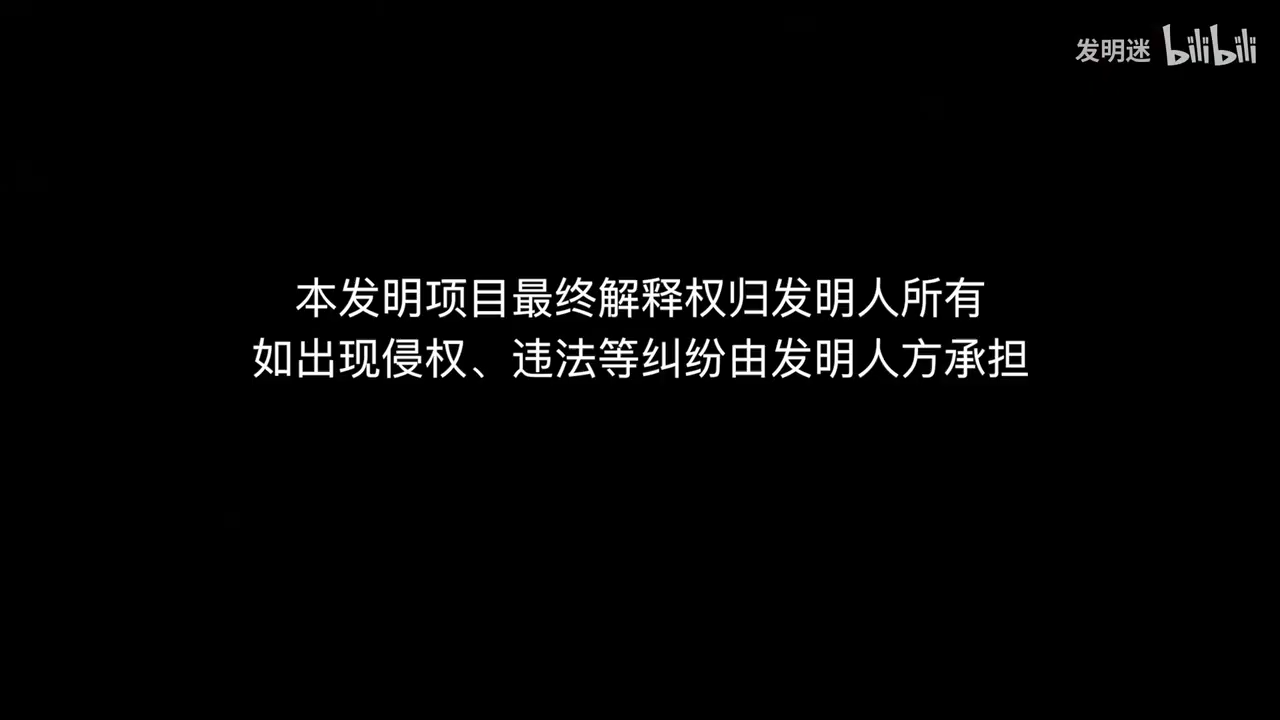 发明迷 bilibili
本发明项目最终解释权归发明人所有
如出现侵权、违法等纠纷由发明人方承担